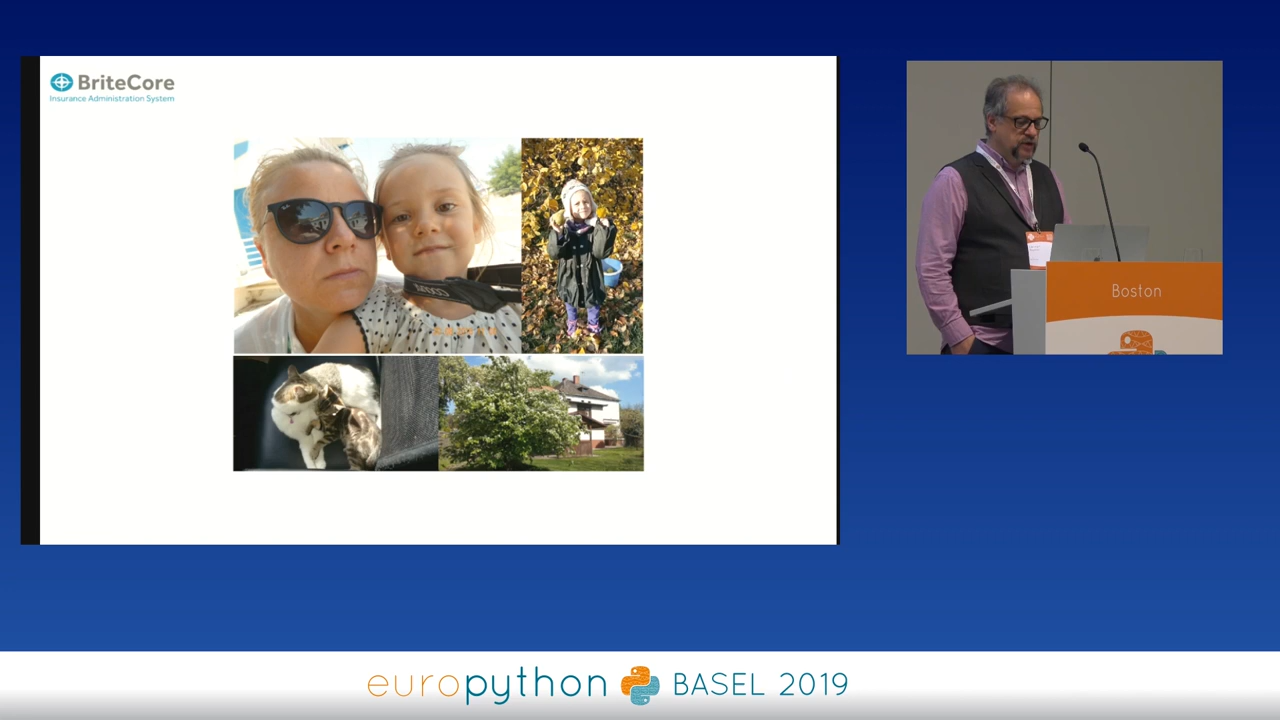 BriteCore
Insurance Administration System
Boston
europython BASEL 2019